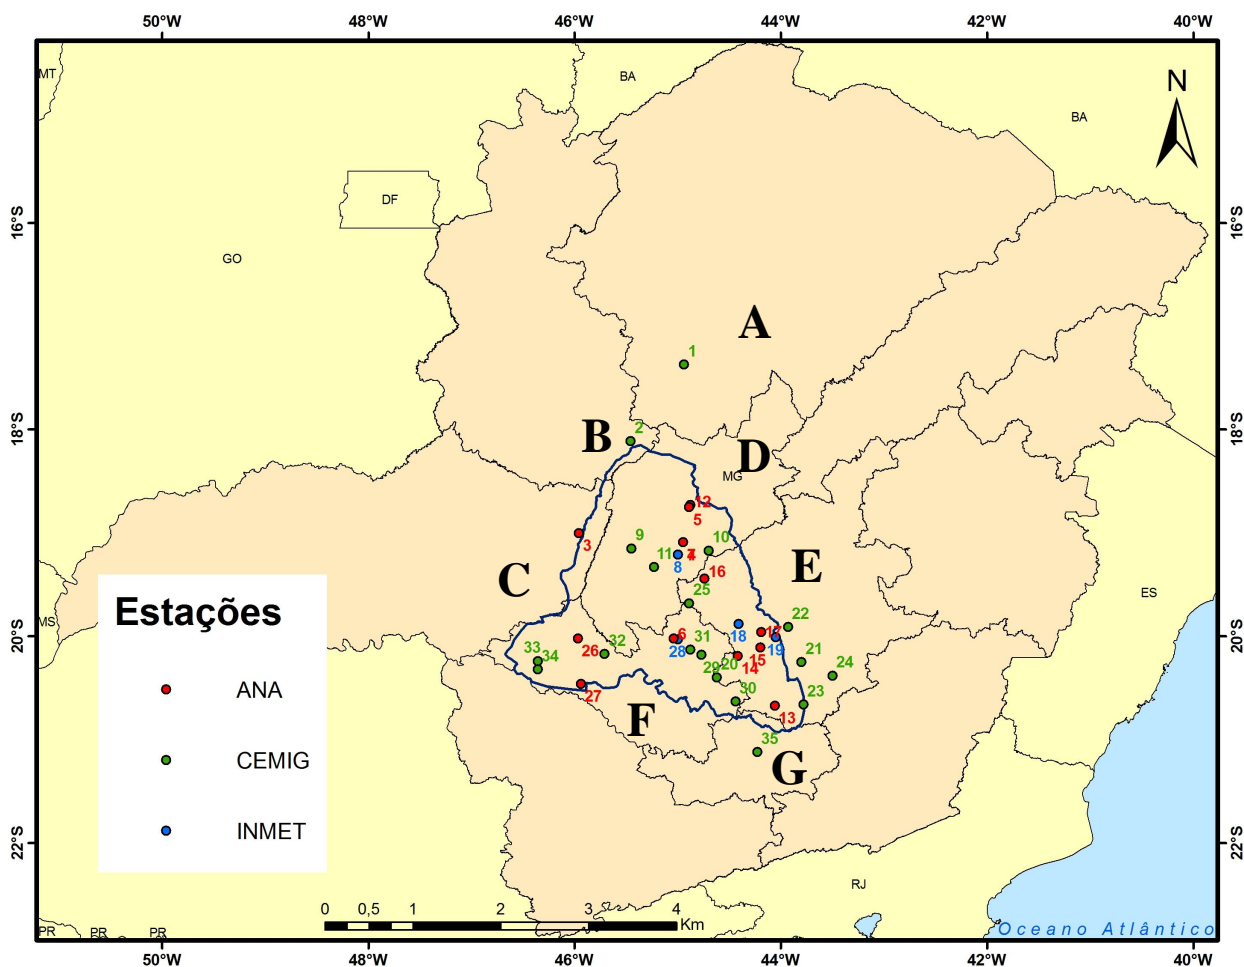 50°W 48°W 46°W 44°W 42°W 40°W
MT
BA
N
BA
DF
16°S
16°S
GO
A
1
18°S
B
2
18°S
D
MG
12
5
3
9
10
7
4
11
8
16
C
25
E
ES
Estações
MS
22
20°S
20°S
6
31
18
17
33
34
26
32
28
19
21
24
29
20
14
15
27
30
23
13
ANA
F
35
G
CEMIG
INMET
22°S
22°S
RJ
0 0,5 1 2 3 4
Km
PR PR PR
Oceano Atlântico
50°W 48°W 46°W 44°W 42°W 40°W